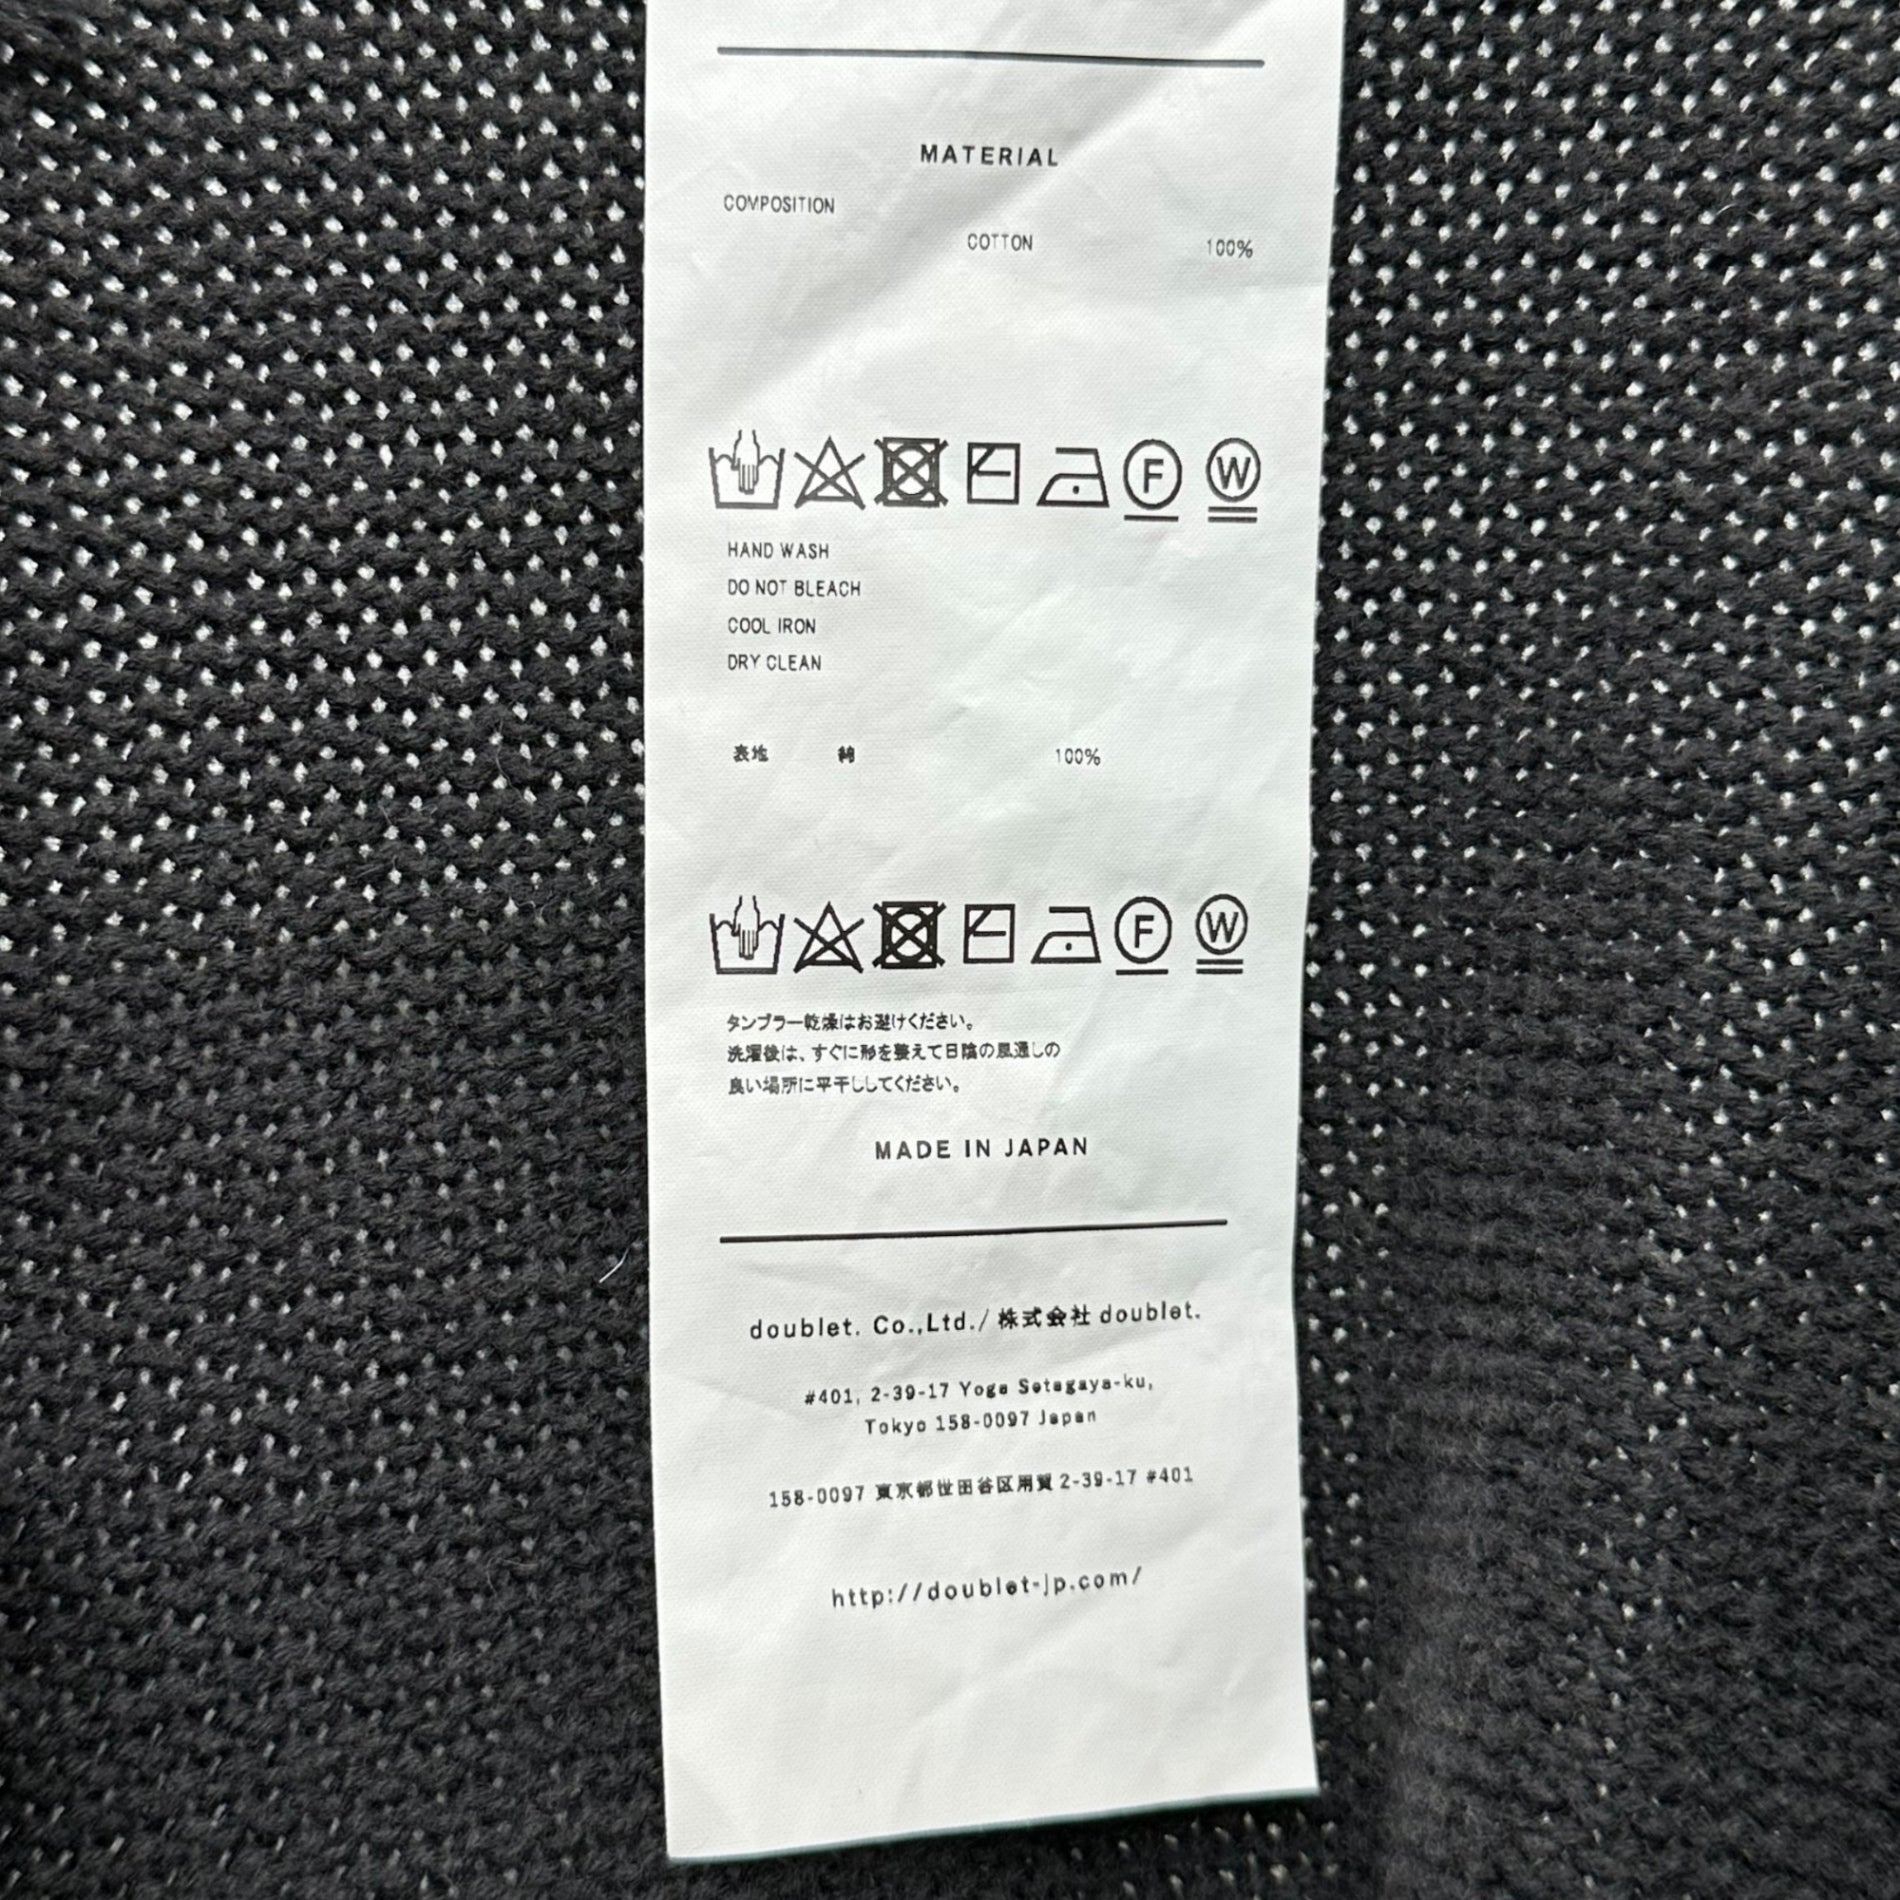 MATERIAL
COMPOSITION
COTTON 100%
F W
HAND WASH
DO NOT BLEACH
COOL IRON
DRY CLEAN
表地 綿 100%
F W
タンブラー乾燥はお避けください。
洗濯後は、すぐに形を整えて日陰の風通しの
良い場所に平干ししてください。
MADE IN JAPAN
doublet. Co.,Ltd./ 株式会社 doublet.
#401, 2-39-17 Yoga Setagaya-ku,
Tokyo 158-0097 Japan
158-0097 東京都世田谷区用賀 2-39-17 #401
http://doublet-jp.com/